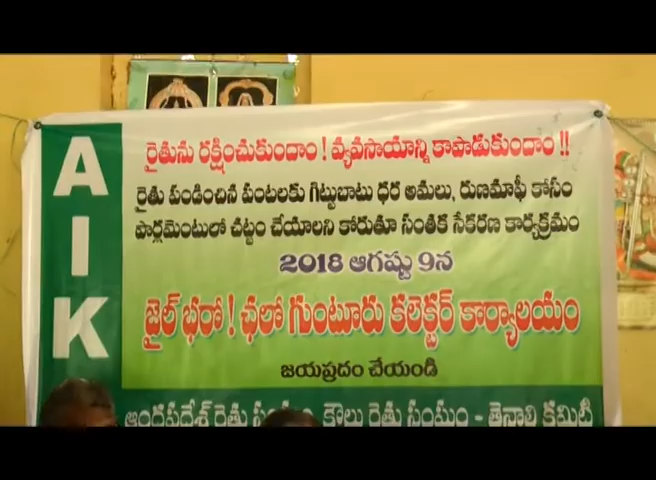 AIK
రైతును రక్షించుకుందాం ! వ్యవసాయాన్ని కాపాడుకుందాం !!
రైతు పండించిన పంటలకు గిట్టుబాటు ధర అమలు, రుణమాఫీ కోసం
పార్లమెంటులో చట్టం చేయాలని కోరుతూ సంతక సేకరణ కార్యక్రమం
2018 ఆగష్టు 9న
జైల్ భరో ! ఛలో గుంటూరు కలెక్టర్ కార్యాలయం
జయప్రదం చేయండి
ఆంధ్రప్రదేశ్ రైతు సంఘం, కౌలు రైతు సంఘం - తెనాలి కమిటీ